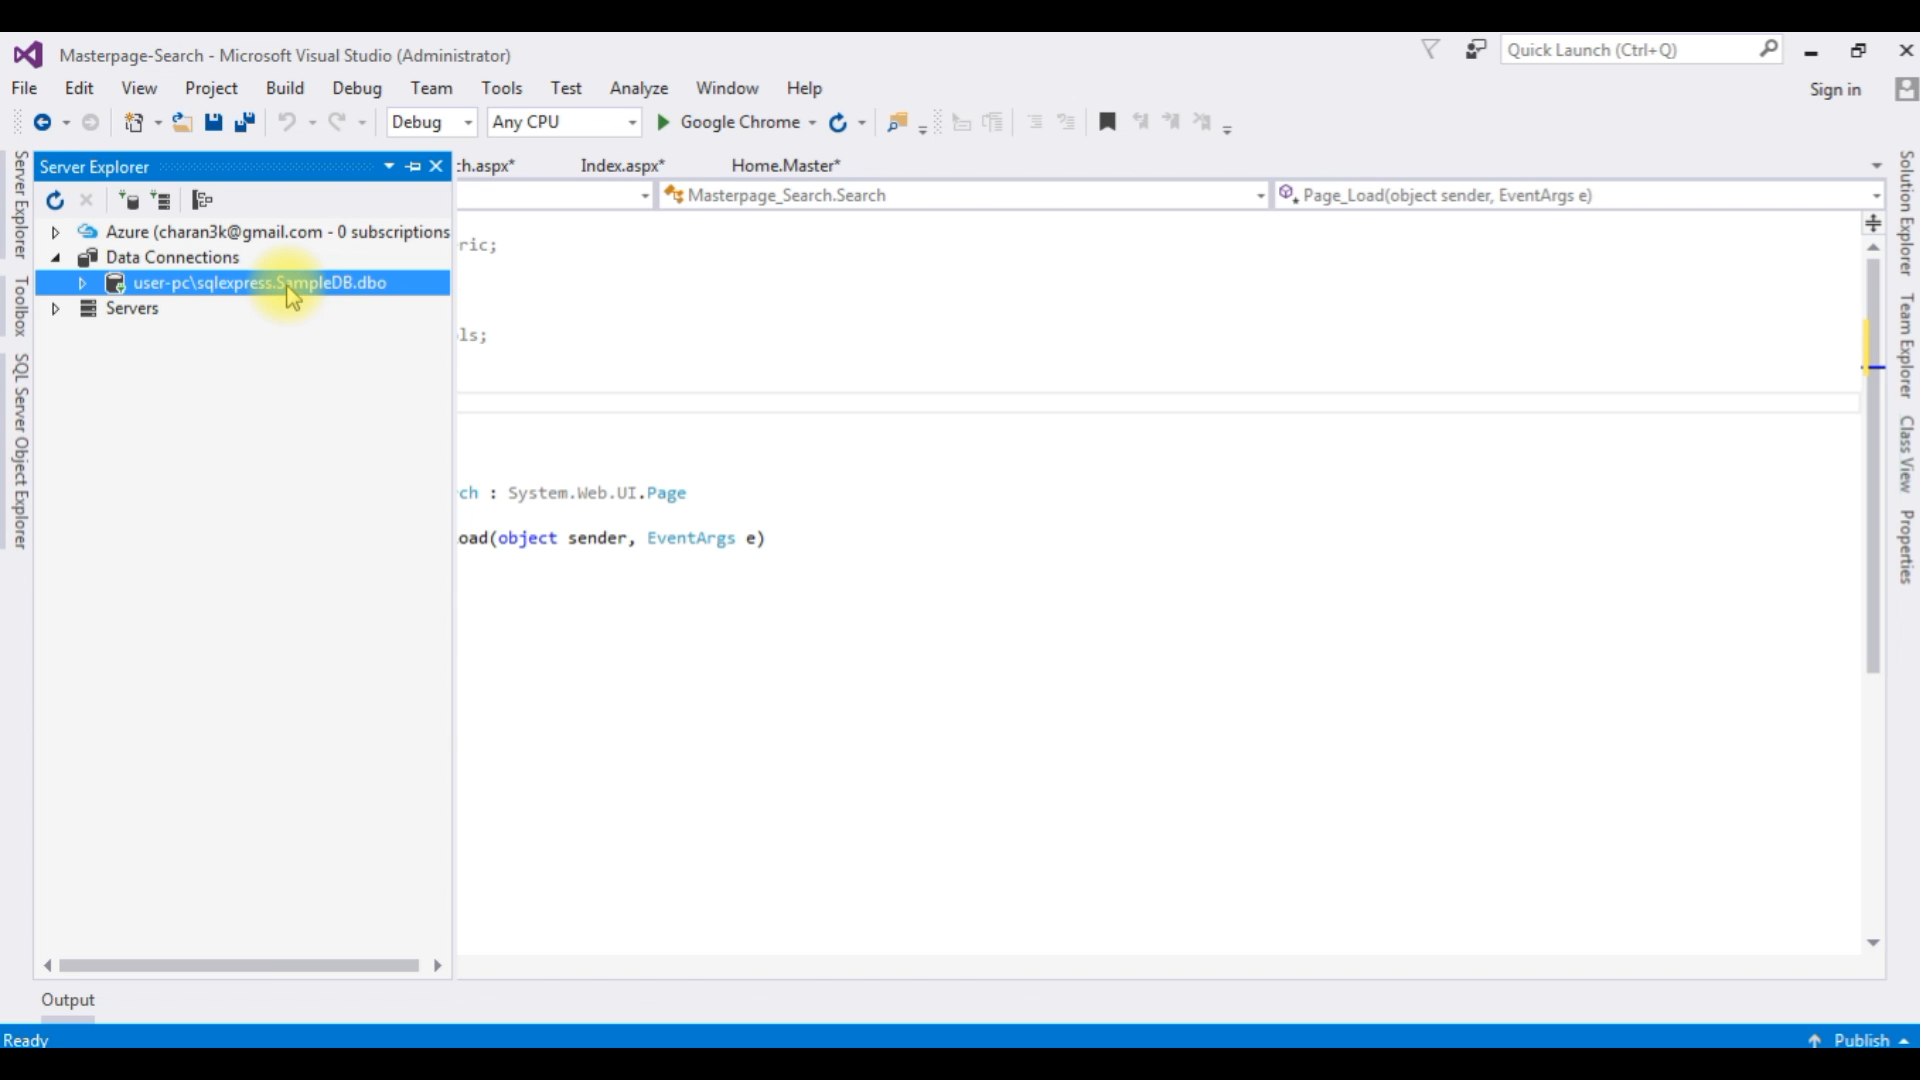 Masterpage-Search - Microsoft Visual Studio (Administrator)
Quick Launch (Ctrl+Q)
File Edit View Project Build Debug Team Tools Test Analyze Window Help
Sign in
Debug Any CPU Google Chrome
Server Explorer
ch.aspx* Index.aspx* Home.Master*
Masterpage_Search.Search
Page_Load(object sender, EventArgs e)
Azure (charan3k@gmail.com - 0 subscriptions
Data Connections
user-pc\sqlexpress.SampleDB.dbo
Servers
ric;
ls;
ch : System.Web.UI.Page
oad(object sender, EventArgs e)
Server Explorer
Toolbox
SQL Server Object Explorer
Solution Explorer
Team Explorer
Class View
Properties
Output
Ready
Publish